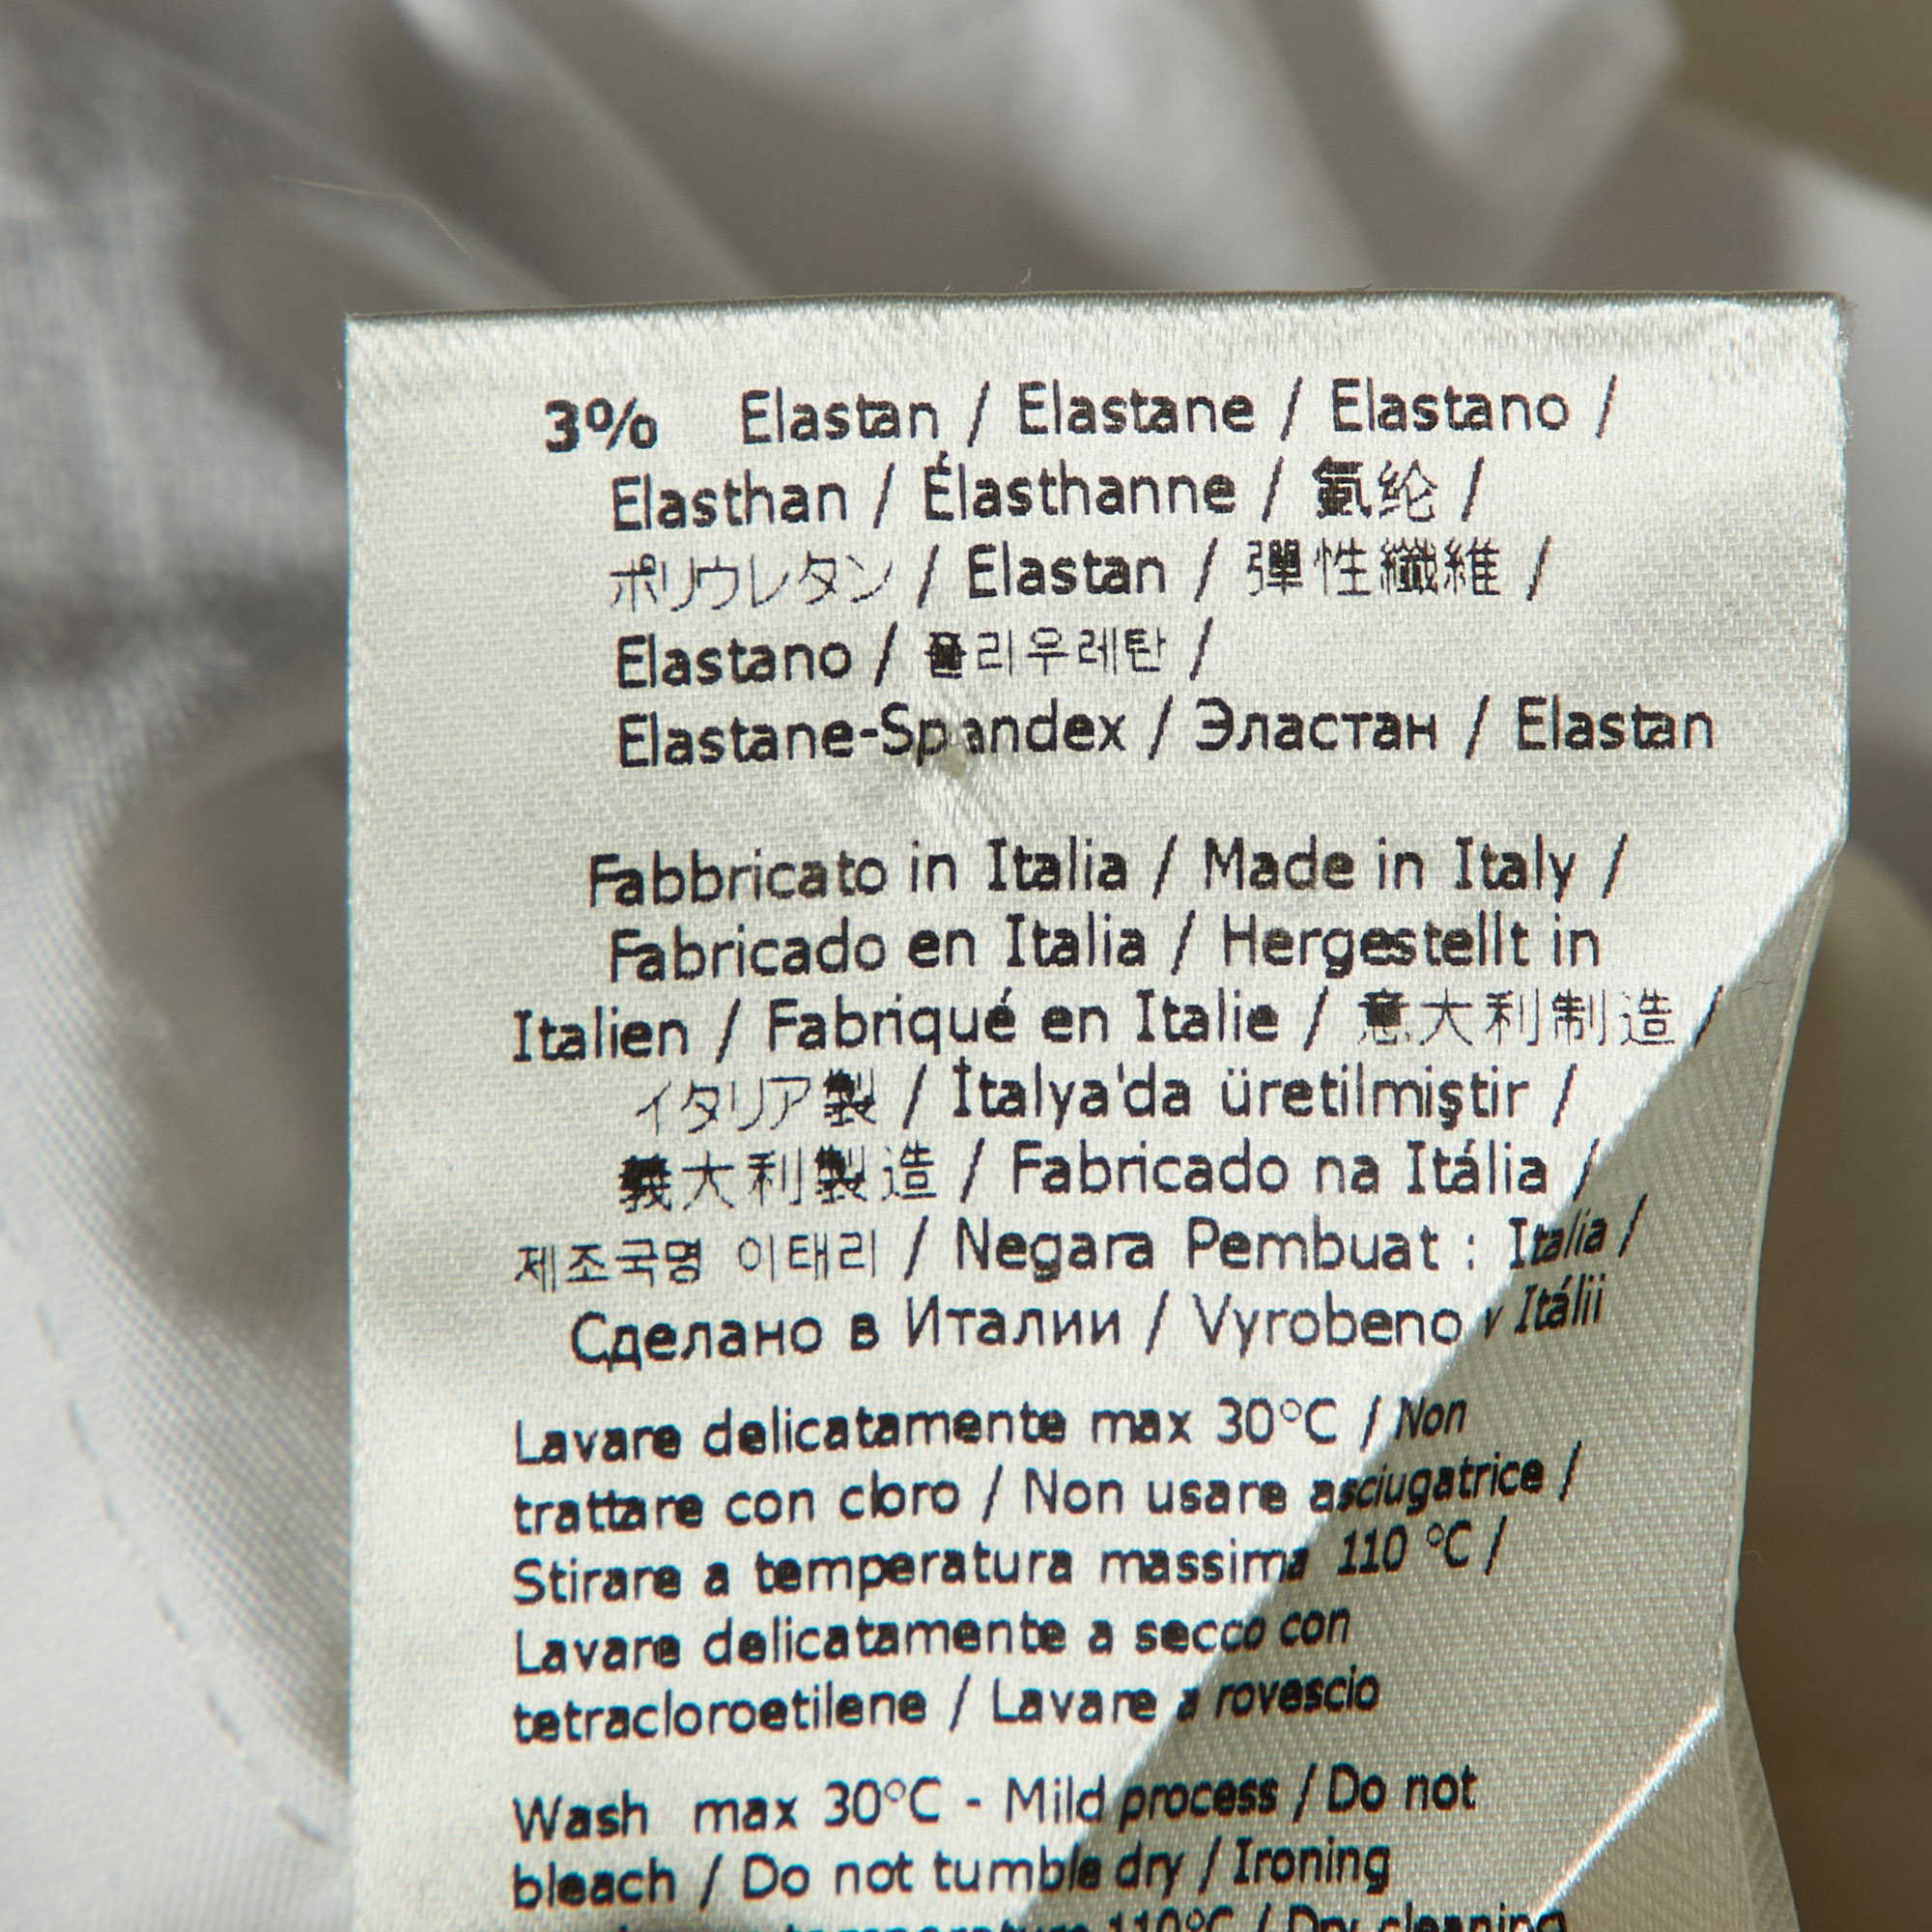 3% Elastan / Elastane / Elastano /
Elasthan / Élasthanne / 氨纶 /
ポリウレタン / Elastan / 彈性纖維 /
Elastano / 폴리우레탄 /
Elastane-Spandex / Эластан / Elastan
Fabbricato in Italia / Made in Italy /
Fabricado en Italia / Hergestellt in
Italien / Fabriqué en Italie / 意大利制造 /
イタリア製 / İtalya'da üretilmiştir /
義大利製造 / Fabricado na Itália /
제조국명 이태리 / Negara Pembuat : Italia /
Сделано в Италии / Vyrobeno v Itálii
Lavare delicatamente max 30°C / Non
trattare con cloro / Non usare asciugatrice /
Stirare a temperatura massima 110 °C /
Lavare delicatamente a secco con
tetracloroetilene / Lavare a rovescio
Wash max 30°C - Mild process / Do not
bleach / Do not tumble dry / Ironing
temperature 110°C / Dry cleaning